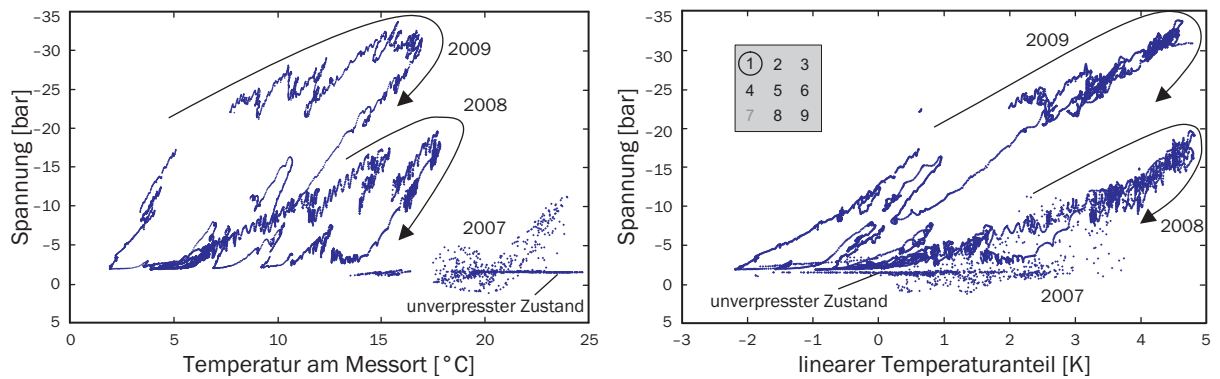 −35
−30
−25
−20
−15
−10
−5
0
5
Spannung [bar]
2009
2008
2007
unverpresster Zustand
0 5 10 15 20 25
Temperatur am Messort [°C]
−35
−30
−25
−20
−15
−10
−5
0
5
Spannung [bar]
1 2 3
4 5 6
7 8 9
2009
2008
2007
unverpresster Zustand
−3 −2 −1 0 1 2 3 4 5
linearer Temperaturanteil [K]